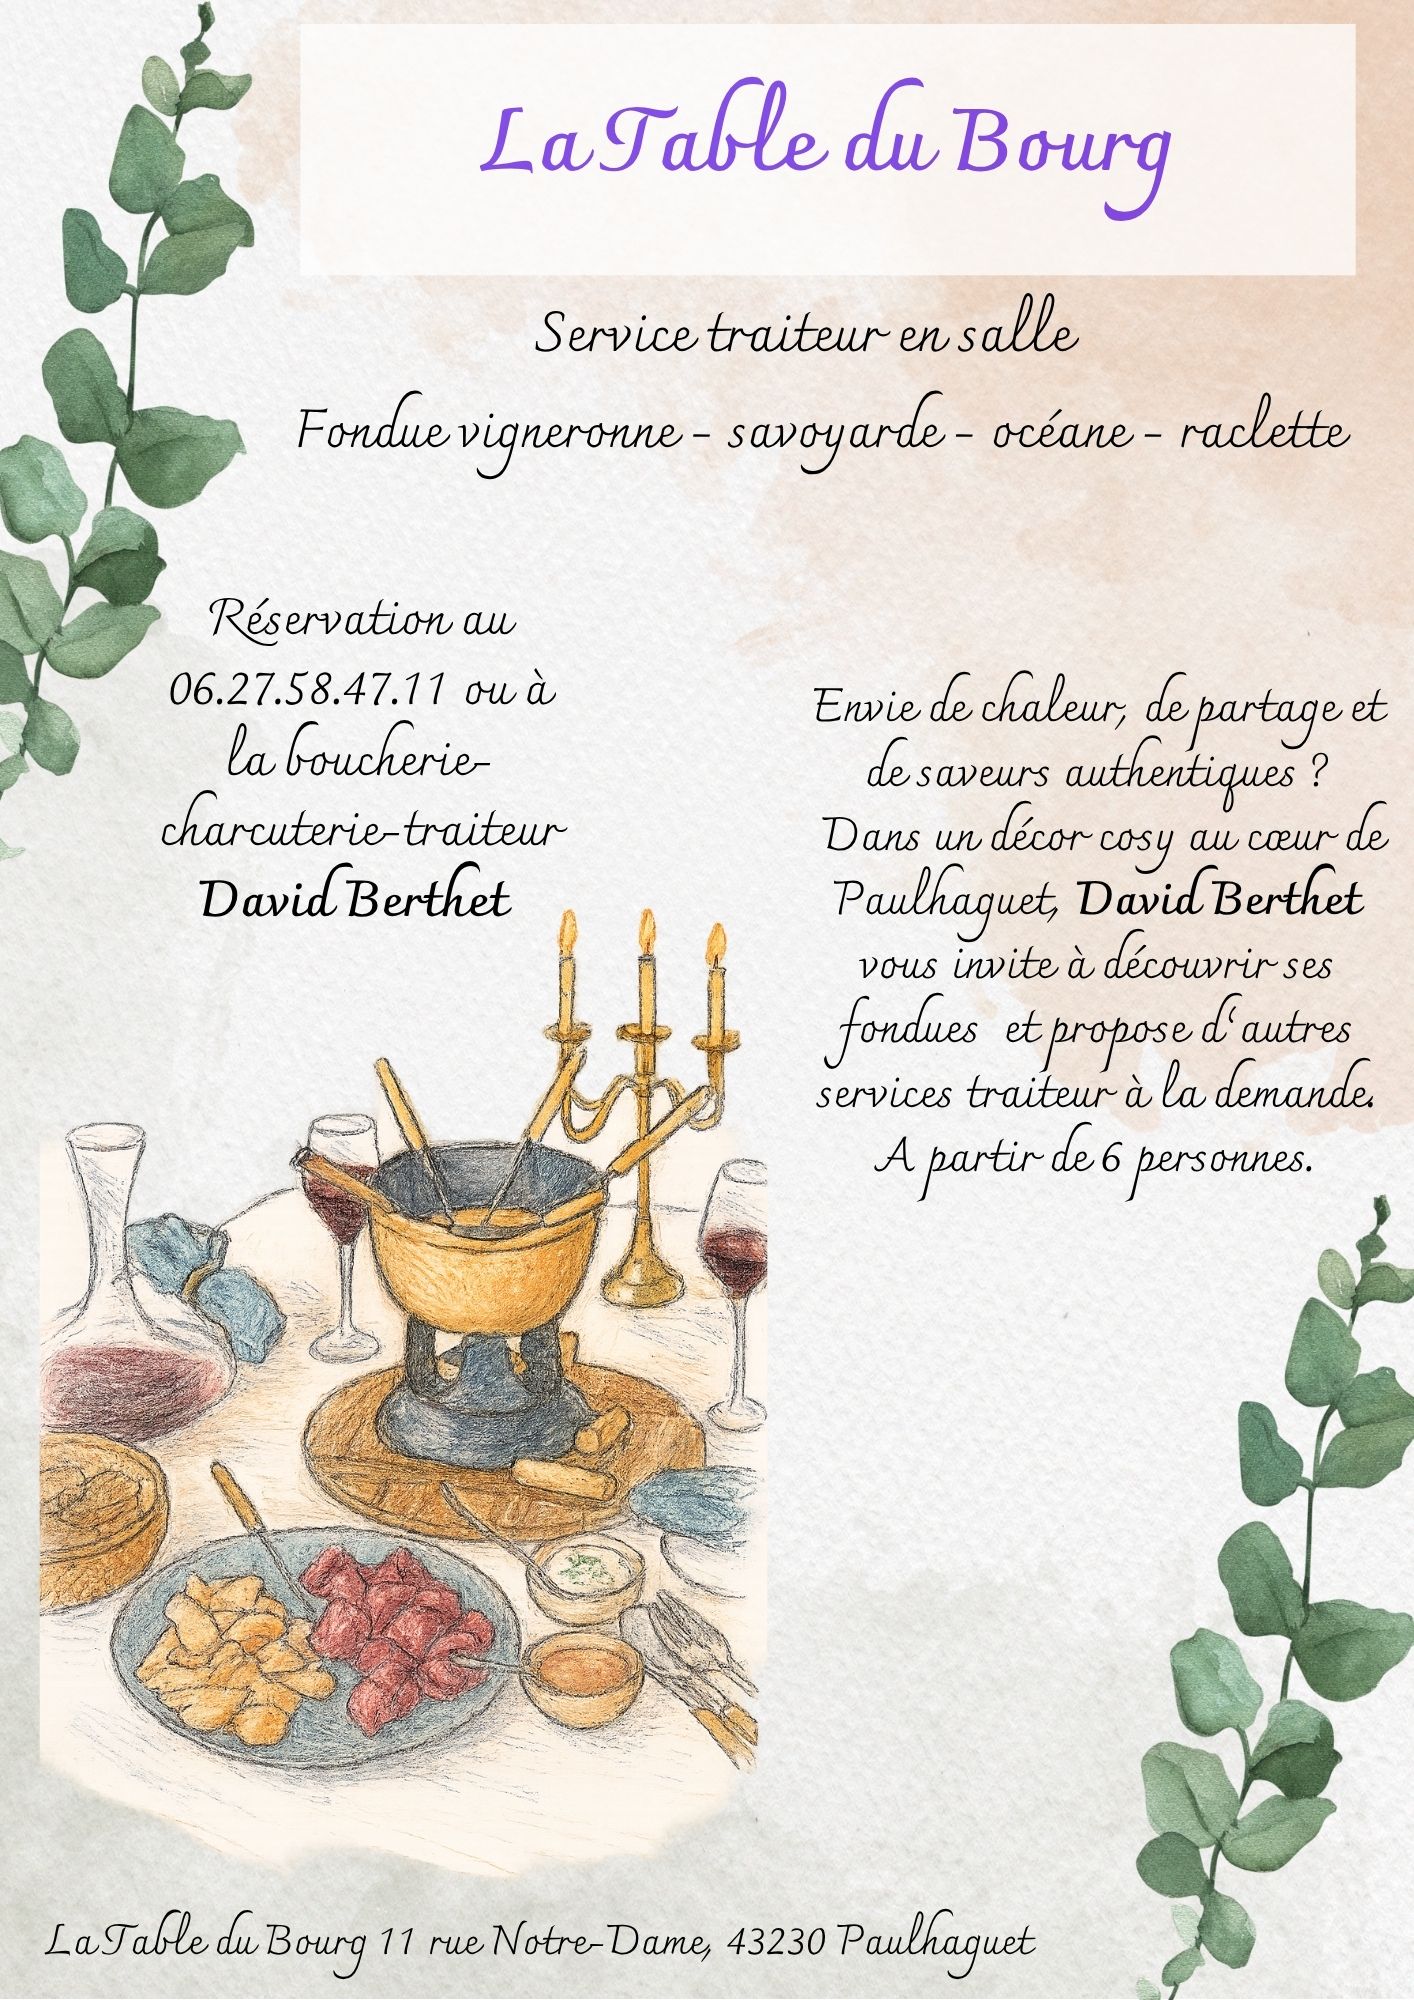 La Table du Bourg
Service traiteur en salle
Fondue vigneronne - savoyarde - océane - raclette
Réservation au
06.27.58.47.11 ou à
la boucherie-
charcuterie-traiteur
David Berthet
Envie de chaleur, de partage et
de saveurs authentiques ?
Dans un décor cosy au cœur de
Paulhaguet, David Berthet
vous invite à découvrir ses
fondues et propose d‘autres
services traiteur à la demande.
A partir de 6 personnes.
La Table du Bourg 11 rue Notre-Dame, 43230 Paulhaguet